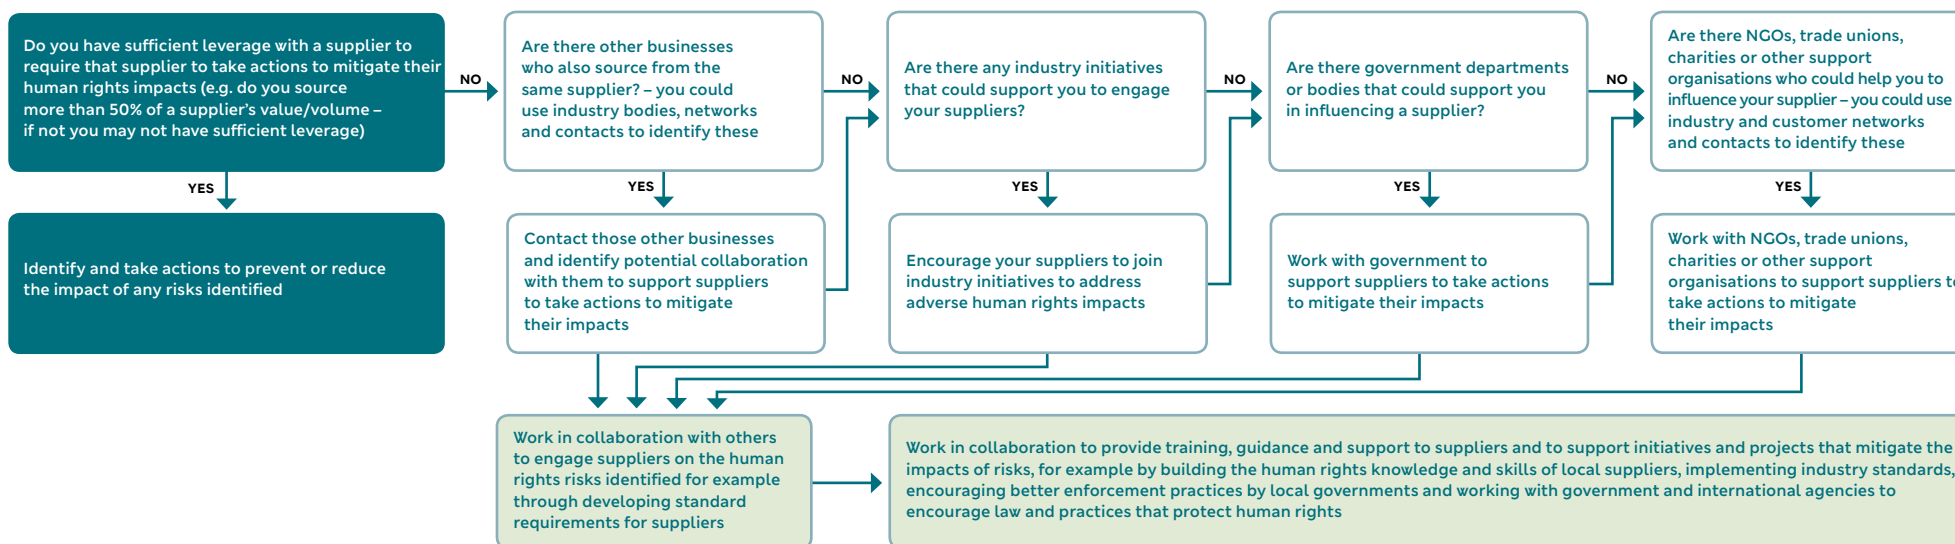 Do you have sufficient leverage with a supplier to
require that supplier to take actions to mitigate their
human rights impacts (e.g. do you source
more than 50% of a supplier's value/volume –
if not you may not have sufficient leverage)
NO
Are there other businesses
who also source from the
same supplier? – you could
use industry bodies, networks
and contacts to identify these
NO
Are there any industry initiatives
that could support you to engage
your suppliers?
NO
Are there government departments
or bodies that could support you
in influencing a supplier?
NO
Are there NGOs, trade unions,
charities or other support
organisations who could help you to
influence your supplier – you could use
industry and customer networks
and contacts to identify these
YES
YES
YES
YES
YES
Identify and take actions to prevent or reduce
the impact of any risks identified
Contact those other businesses
and identify potential collaboration
with them to support suppliers
to take actions to mitigate
their impacts
Encourage your suppliers to join
industry initiatives to address
adverse human rights impacts
Work with government to
support suppliers to take actions
to mitigate their impacts
Work with NGOs, trade unions,
charities or other support
organisations to support suppliers to
take actions to mitigate
their impacts
Work in collaboration with others
to engage suppliers on the human
rights risks identified for example
through developing standard
requirements for suppliers
Work in collaboration to provide training, guidance and support to suppliers and to support initiatives and projects that mitigate the
impacts of risks, for example by building the human rights knowledge and skills of local suppliers, implementing industry standards,
encouraging better enforcement practices by local governments and working with government and international agencies to
encourage law and practices that protect human rights